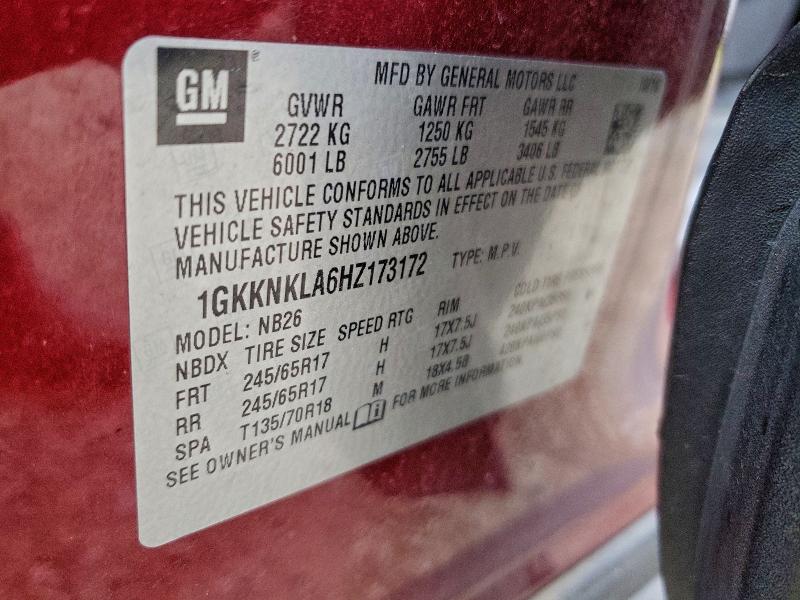 GM
MFD BY GENERAL MOTORS LLC
GVWR GAWR FRT GAWR RR
2722 KG 1250 KG 1545 KG
6001 LB 2755 LB 3406 LB
THIS VEHICLE CONFORMS TO ALL APPLICABLE U.S. FEDERAL
VEHICLE SAFETY STANDARDS IN EFFECT ON THE DATE OF
MANUFACTURE SHOWN ABOVE.
1GKKNKLA6HZ173172 TYPE: M.P.V.
MODEL: NB26
NBDX TIRE SIZE SPEED RTG RIM COLD TIRE
FRT 245/65R17 H 17X7.5J
RR 245/65R17 H 17X7.5J
SPA T135/70R18 M 18X4.5B
SEE OWNER'S MANUAL FOR MORE INFORMATION.